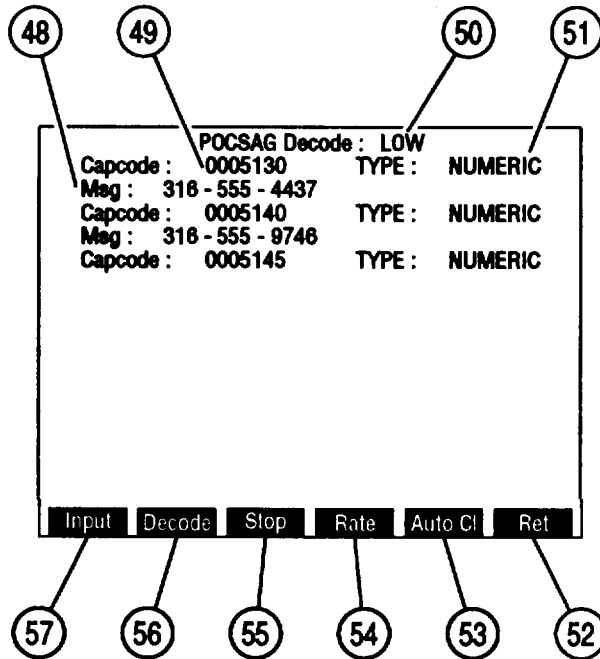 48 49 50 51
POCSAG Decode : LOW
Capcode : 0005130 TYPE : NUMERIC
Msg : 316 - 555 - 4437
Capcode : 0005140 TYPE : NUMERIC
Msg : 316 - 555 - 9746
Capcode : 0005145 TYPE : NUMERIC
Input Decode Stop Rate Auto Cl Ret
57 56 55 54 53 52